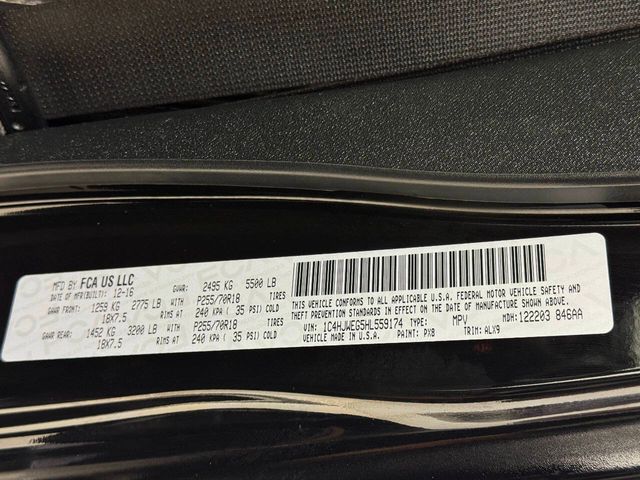 MFD BY FCA US LLC
DATE OF MFR(BUILT): 12-16 GVWR: 2495 KG 5500 LB
GAWR FRONT: 1259 KG 2775 LB WITH P255/70R18 TIRES
18X7.5 RIMS AT 240 KPA ( 35 PSI) COLD
GAWR REAR: 1452 KG 3200 LB WITH P255/70R18 TIRES
18X7.5 RIMS AT 240 KPA ( 35 PSI) COLD
THIS VEHICLE CONFORMS TO ALL APPLICABLE U.S.A. FEDERAL MOTOR VEHICLE SAFETY AND
THEFT PREVENTION STANDARDS IN EFFECT ON THE DATE OF MANUFACTURE SHOWN ABOVE.
VIN: 1C4HJWEG5HL559174 TYPE: MPV MDH: 122203 846AA
VEHICLE MADE IN U.S.A. PAINT: PX8 TRIM: ALX9